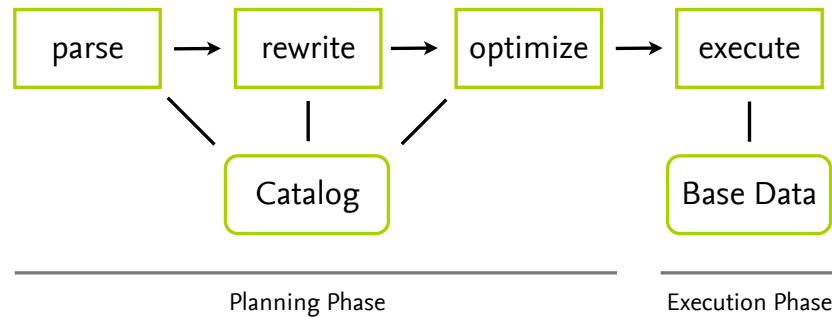 parse
rewrite
optimize
execute
Catalog
Base Data
Planning Phase
Execution Phase